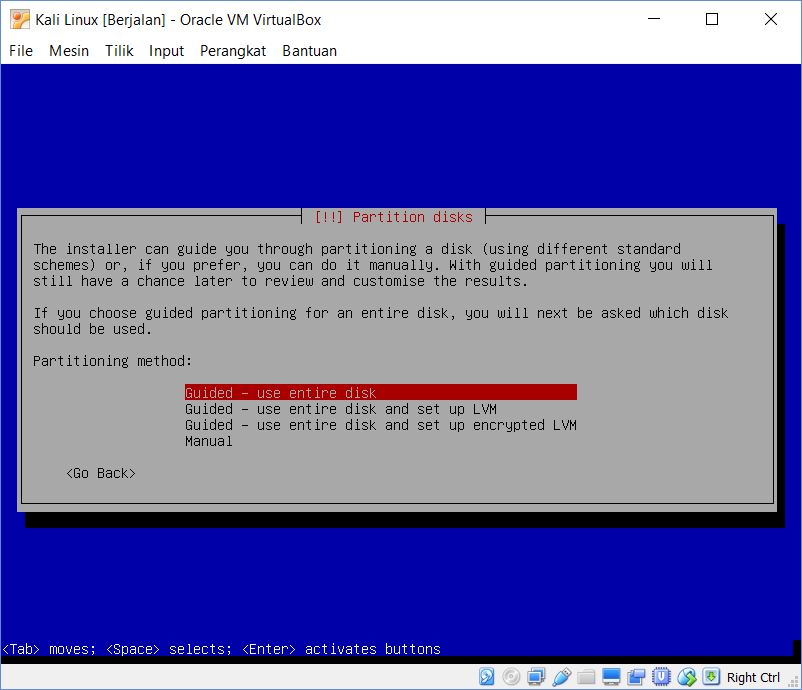 Kali Linux [Berjalan] - Oracle VM VirtualBox
File Mesin Tilik Input Perangkat Bantuan
[!!] Partition disks
The installer can guide you through partitioning a disk (using different standard
schemes) or, if you prefer, you can do it manually. With guided partitioning you will
still have a chance later to review and customise the results.
If you choose guided partitioning for an entire disk, you will next be asked which disk
should be used.
Partitioning method:
Guided - use entire disk
Guided - use entire disk and set up LVM
Guided - use entire disk and set up encrypted LVM
Manual
<Go Back>
<Tab> moves; <Space> selects; <Enter> activates buttons
Right Ctrl